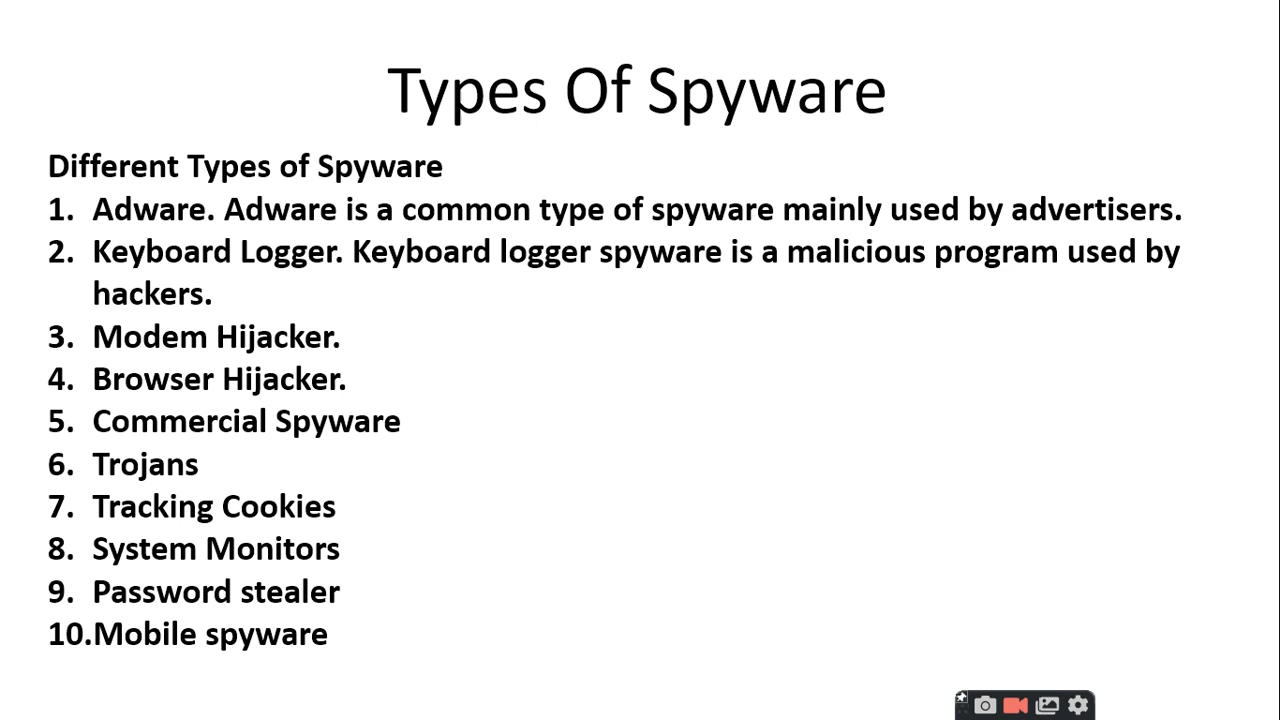 Types Of Spyware
Different Types of Spyware
1. Adware. Adware is a common type of spyware mainly used by advertisers.
2. Keyboard Logger. Keyboard logger spyware is a malicious program used by
hackers.
3. Modem Hijacker.
4. Browser Hijacker.
5. Commercial Spyware
6. Trojans
7. Tracking Cookies
8. System Monitors
9. Password stealer
10.Mobile spyware